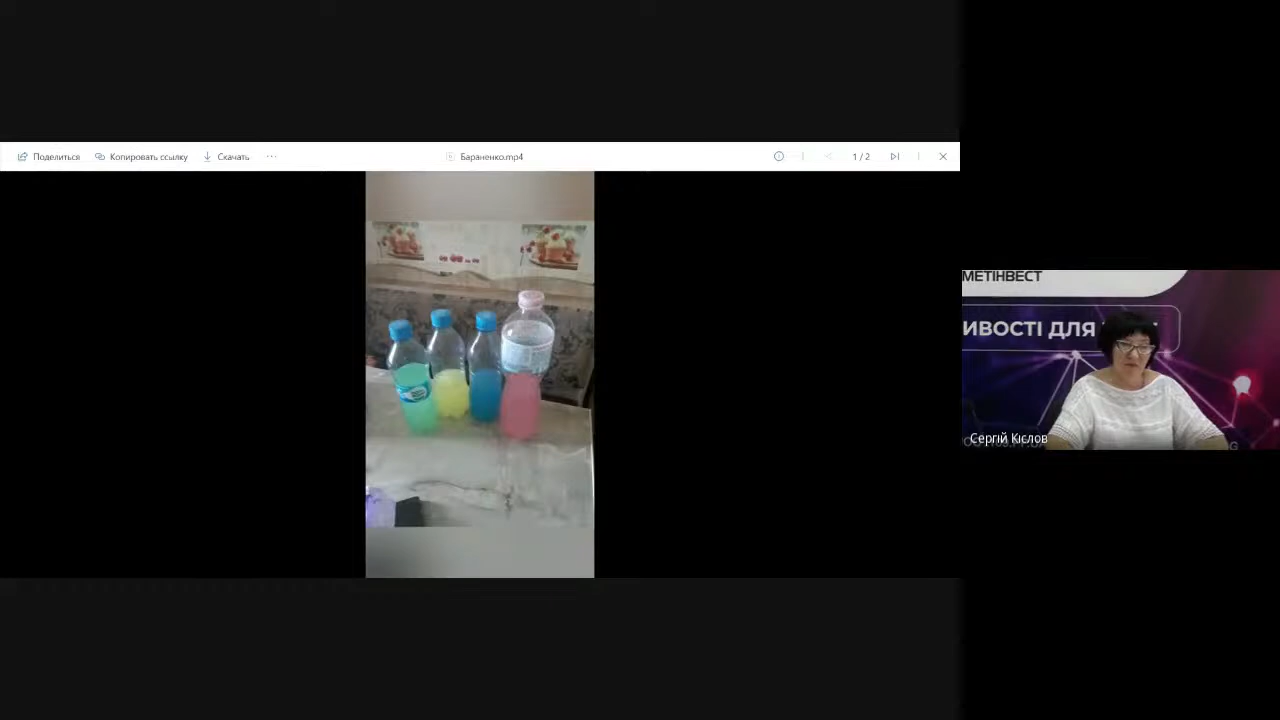 Поделиться
Копировать ссылку
Скачать
Бараненко.mp4
1 / 2
МЕТІНВЕСТ
ИВОСТІ ДЛЯ
Сергій Кіслов